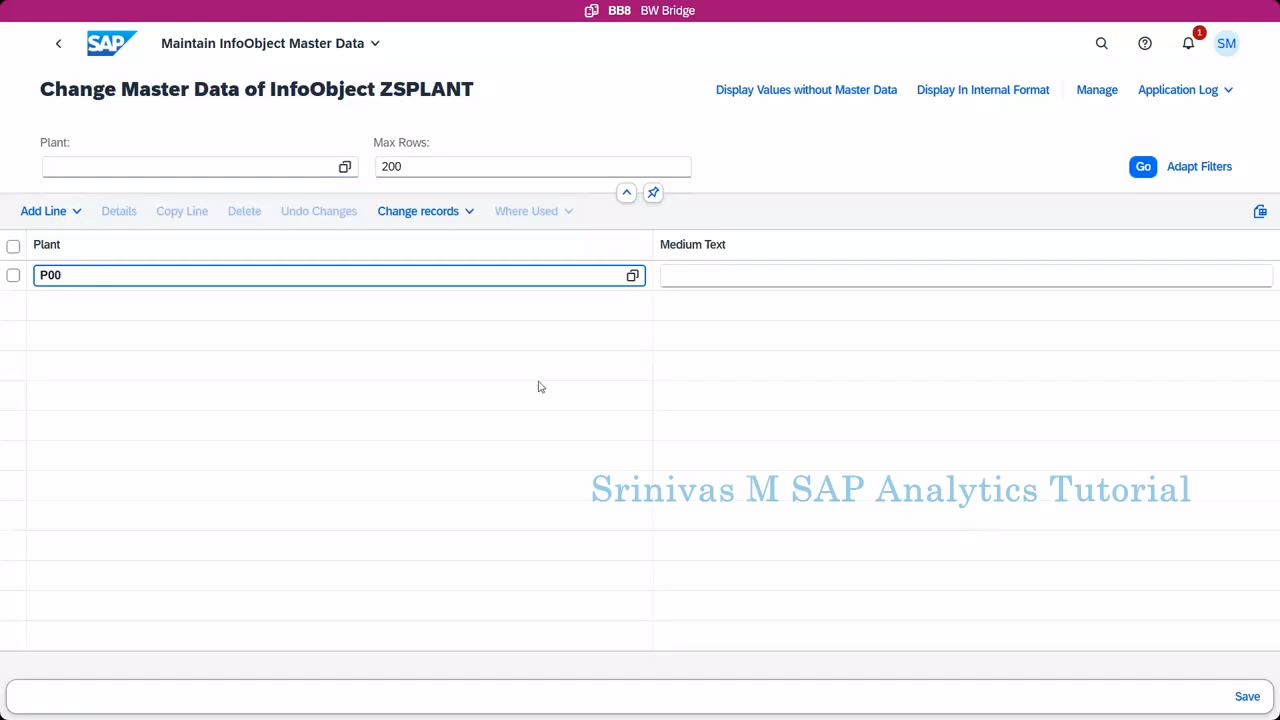 BB8 BW Bridge
SAP Maintain InfoObject Master Data
1
SM
Change Master Data of InfoObject ZSPLANT
Display Values without Master Data Display In Internal Format Manage Application Log
Plant: Max Rows:
200 Go Adapt Filters
Add Line Details Copy Line Delete Undo Changes Change records Where Used
Plant Medium Text
P00
Srinivas M SAP Analytics Tutorial
Save